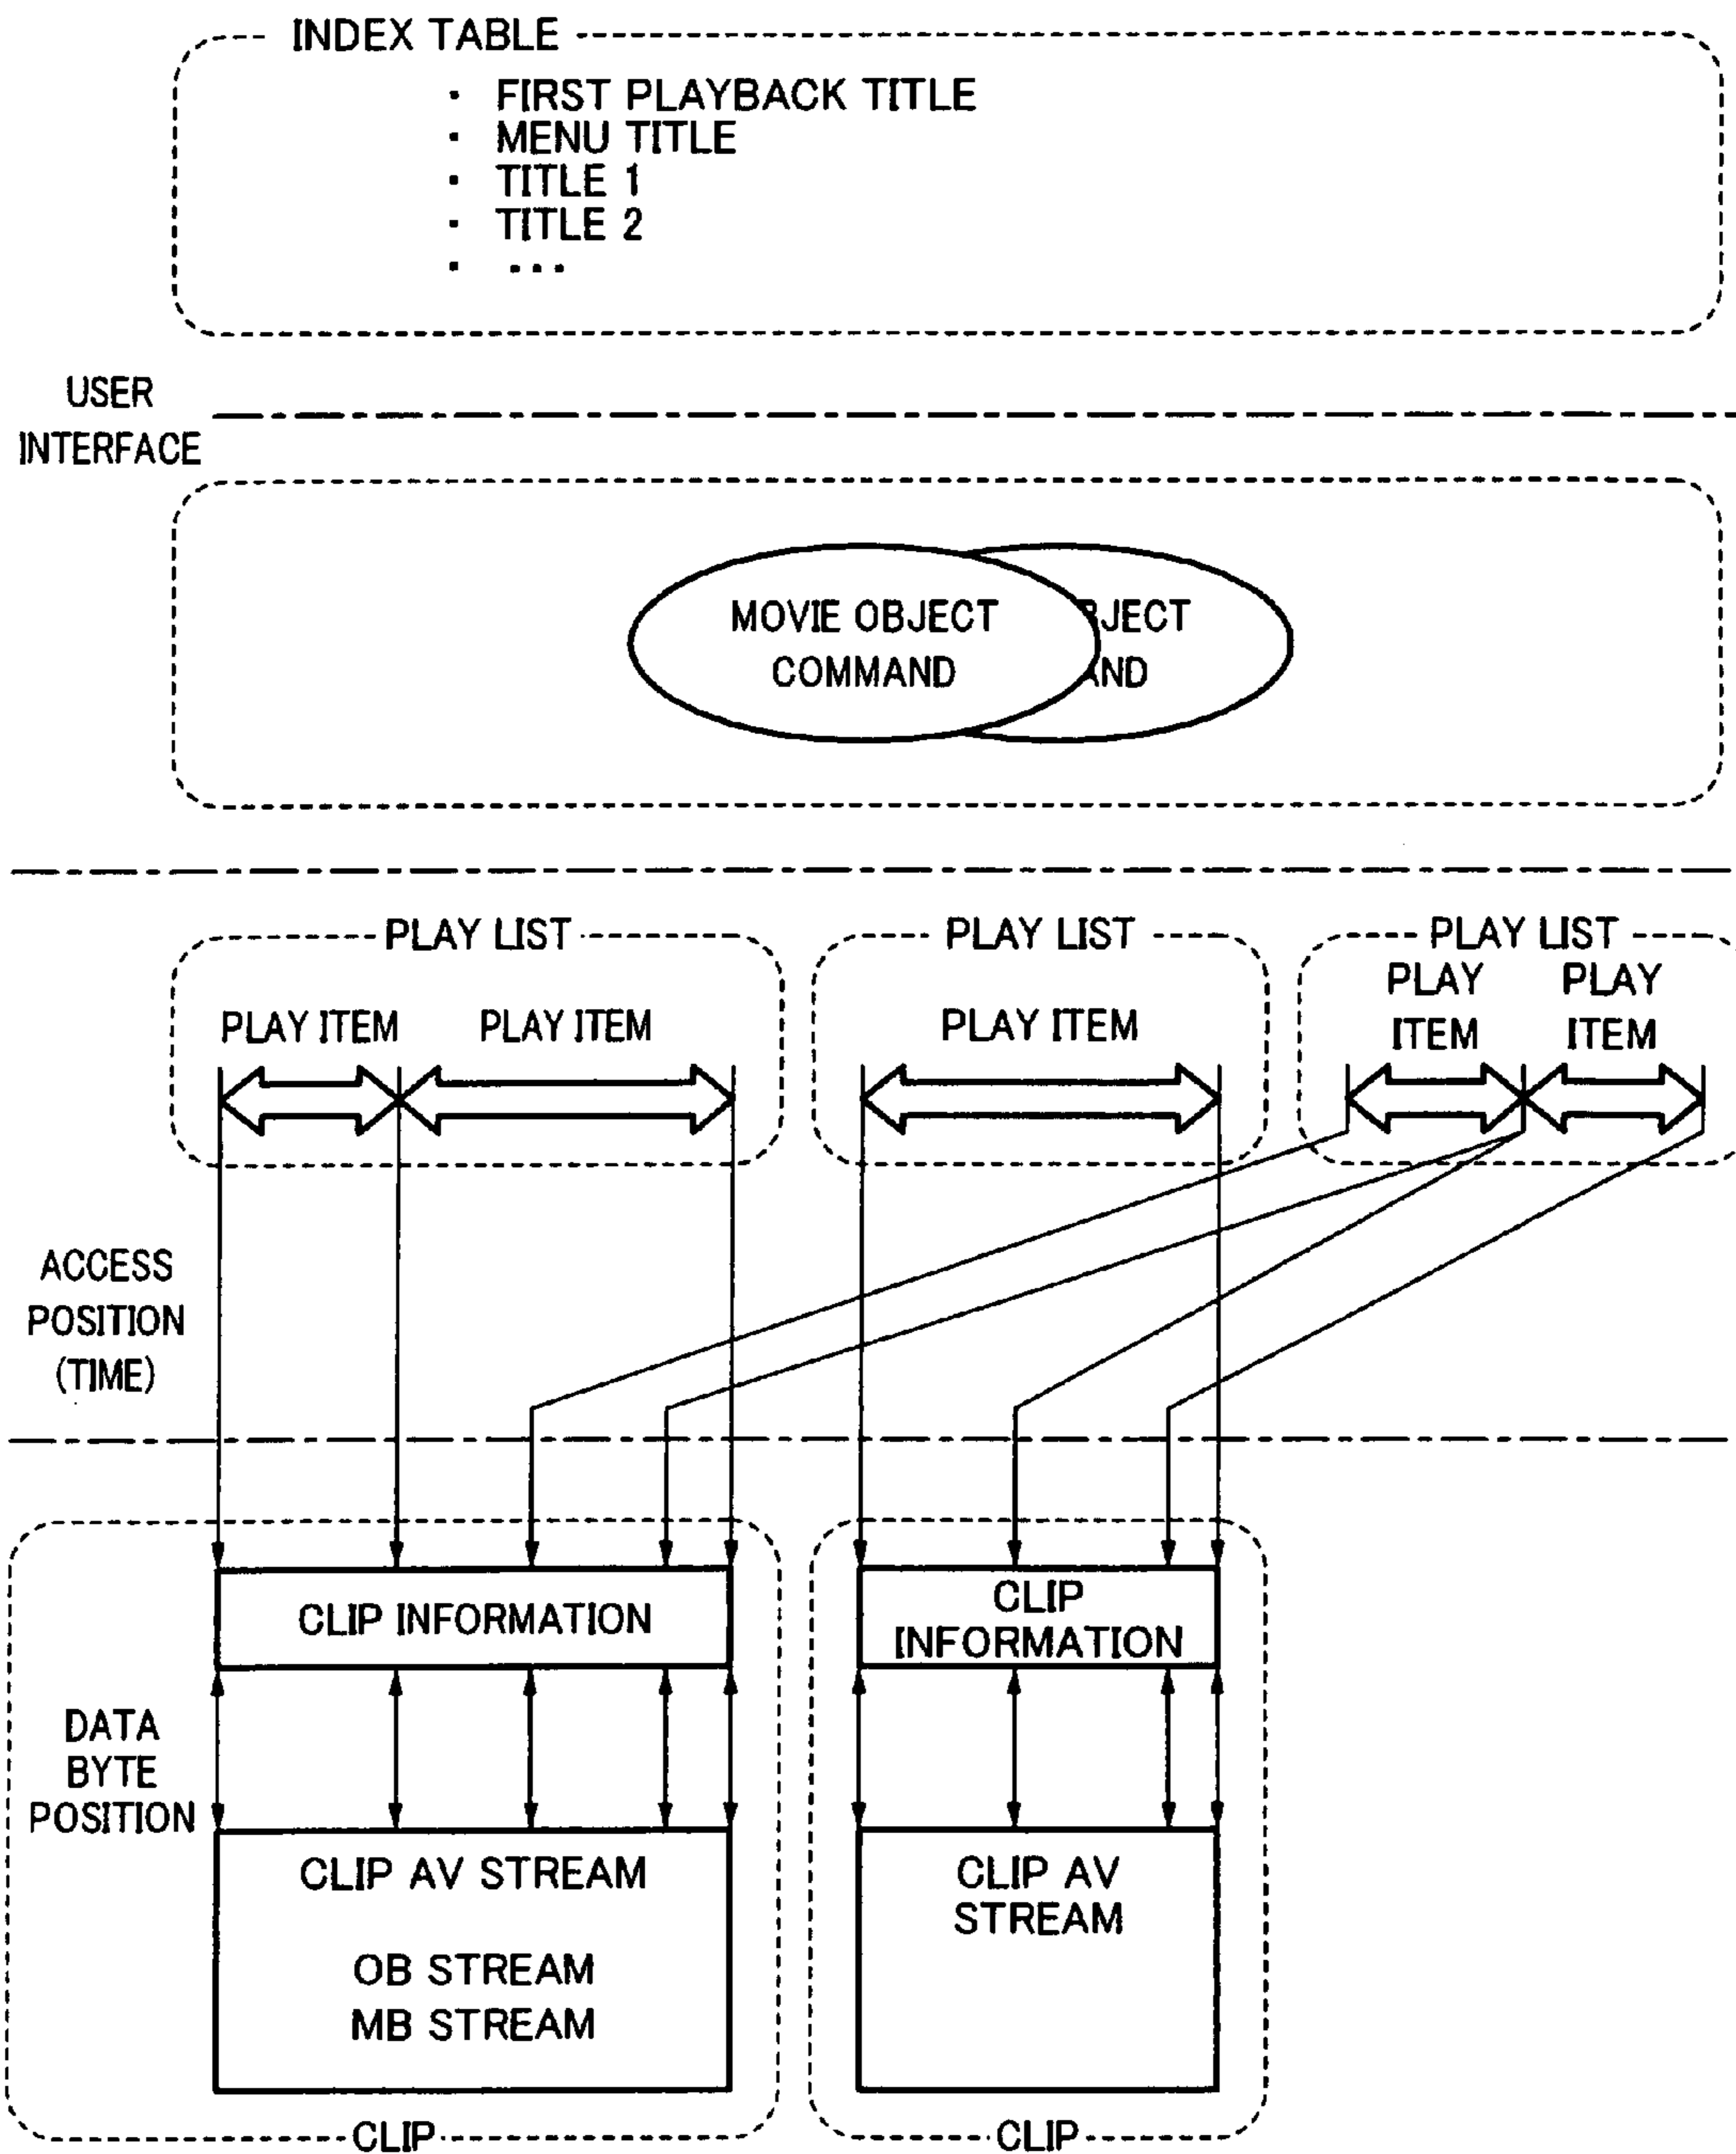 INDEX TABLE
· FIRST PLAYBACK TITLE
· MENU TITLE
· TITLE 1
· TITLE 2
· ...
USER
INTERFACE
MOVIE OBJECT
COMMAND
BJECT
AND
PLAY LIST
PLAY ITEM PLAY ITEM
PLAY LIST
PLAY ITEM
PLAY LIST
PLAY
ITEM
PLAY
ITEM
ACCESS
POSITION
(TIME)
CLIP INFORMATION
CLIP
INFORMATION
DATA
BYTE
POSITION
CLIP AV STREAM
OB STREAM
MB STREAM
CLIP AV
STREAM
CLIP
CLIP